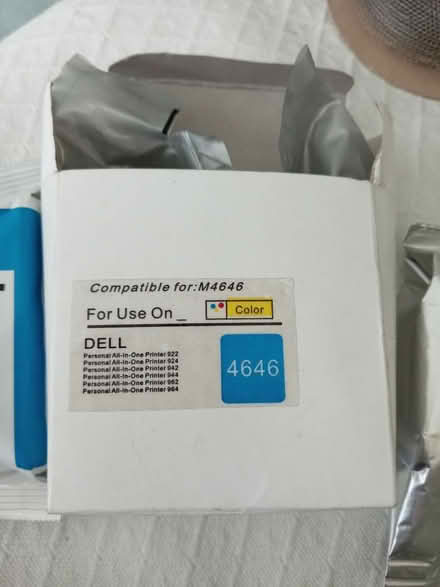 Compatible for:M4646
For Use On _ Color
DELL
Personal All-In-One Printer 922
Personal All-In-One Printer 924
Personal All-In-One Printer 942
Personal All-In-One Printer 944
Personal All-In-One Printer 962
Personal All-In-One Printer 964
4646